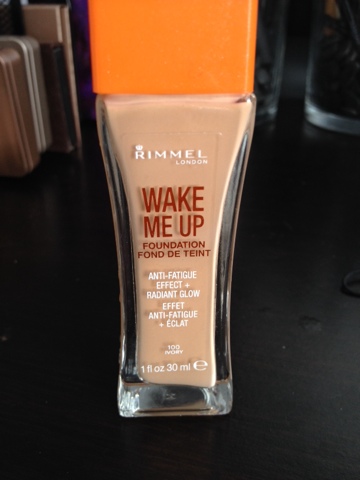 RIMMEL
LONDON
WAKE
ME UP
FOUNDATION
FOND DE TEINT
ANTI-FATIGUE
EFFECT +
RADIANT GLOW
EFFET
ANTI-FATIGUE
+ ÉCLAT
100
IVORY
1 fl oz 30 ml ℮